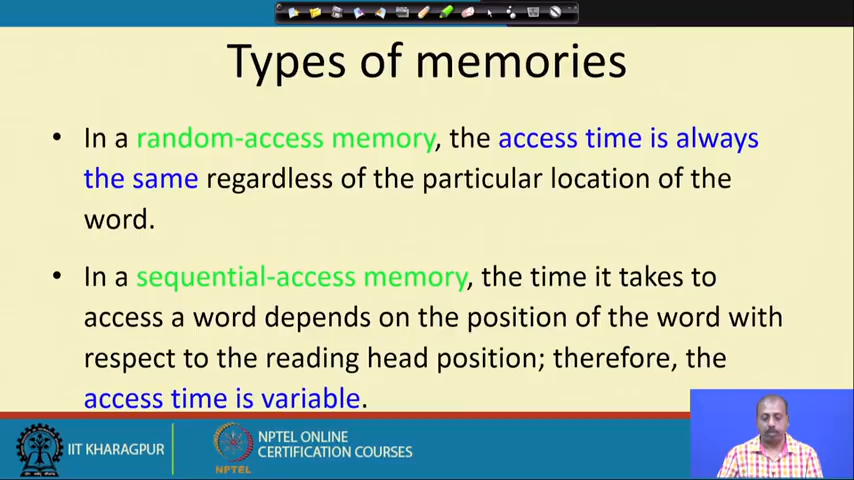 Types of memories
• In a random-access memory, the access time is always
the same regardless of the particular location of the
word.
• In a sequential-access memory, the time it takes to
access a word depends on the position of the word with
respect to the reading head position; therefore, the
access time is variable.
IIT KHARAGPUR
NPTEL
NPTEL ONLINE
CERTIFICATION COURSES